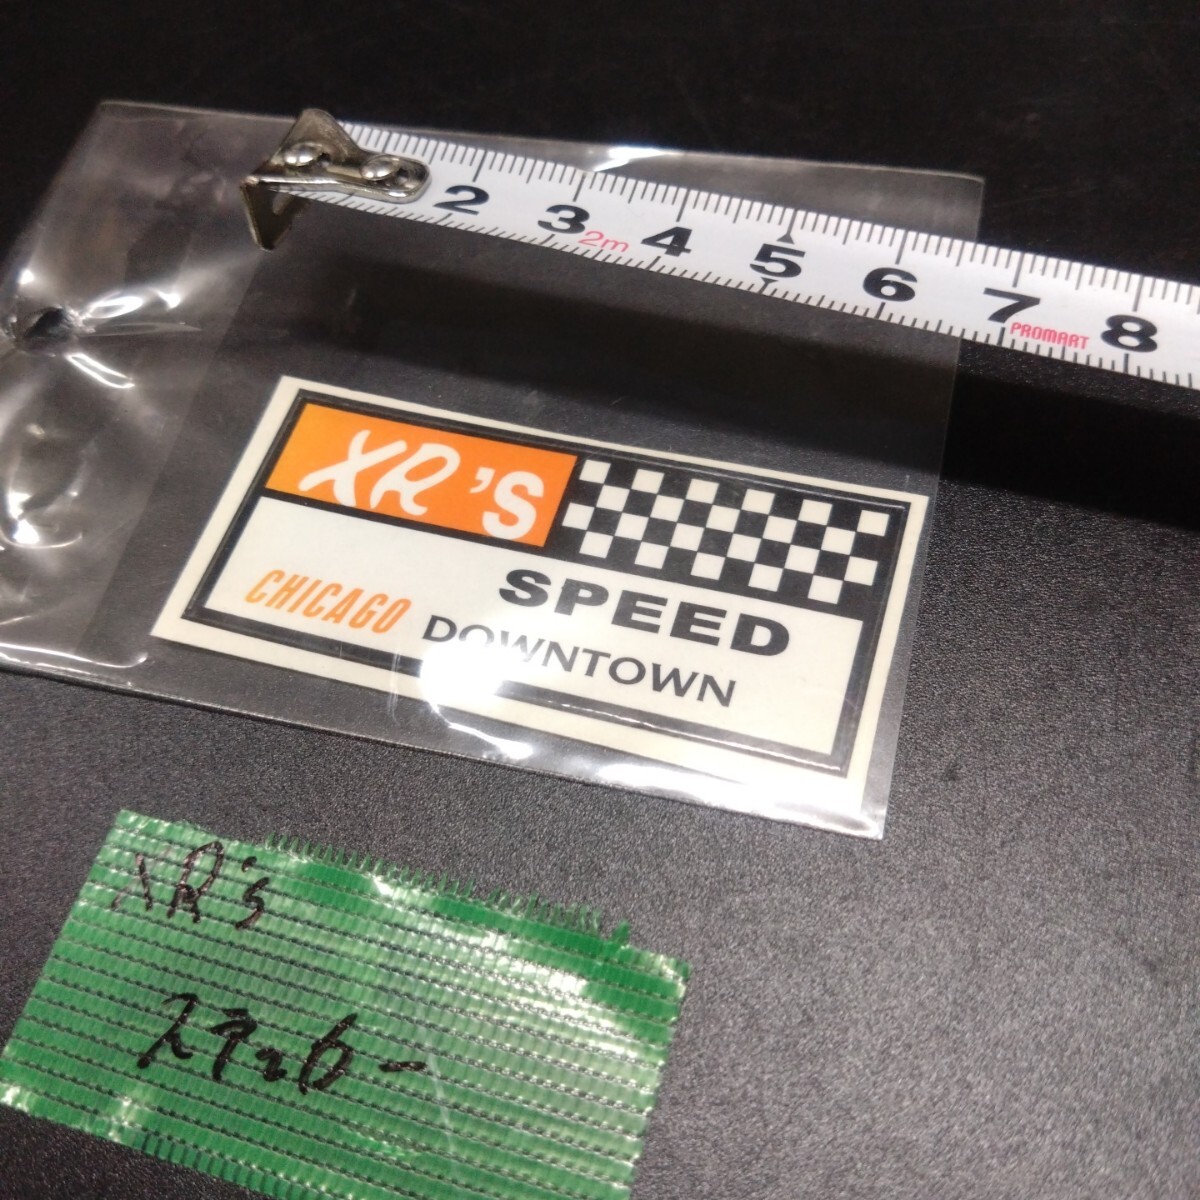 2 3 4 5 6 7 8
2m
PROMART
XR'S
SPEED
CHICAGO DOWNTOWN
XR's
ステッカー